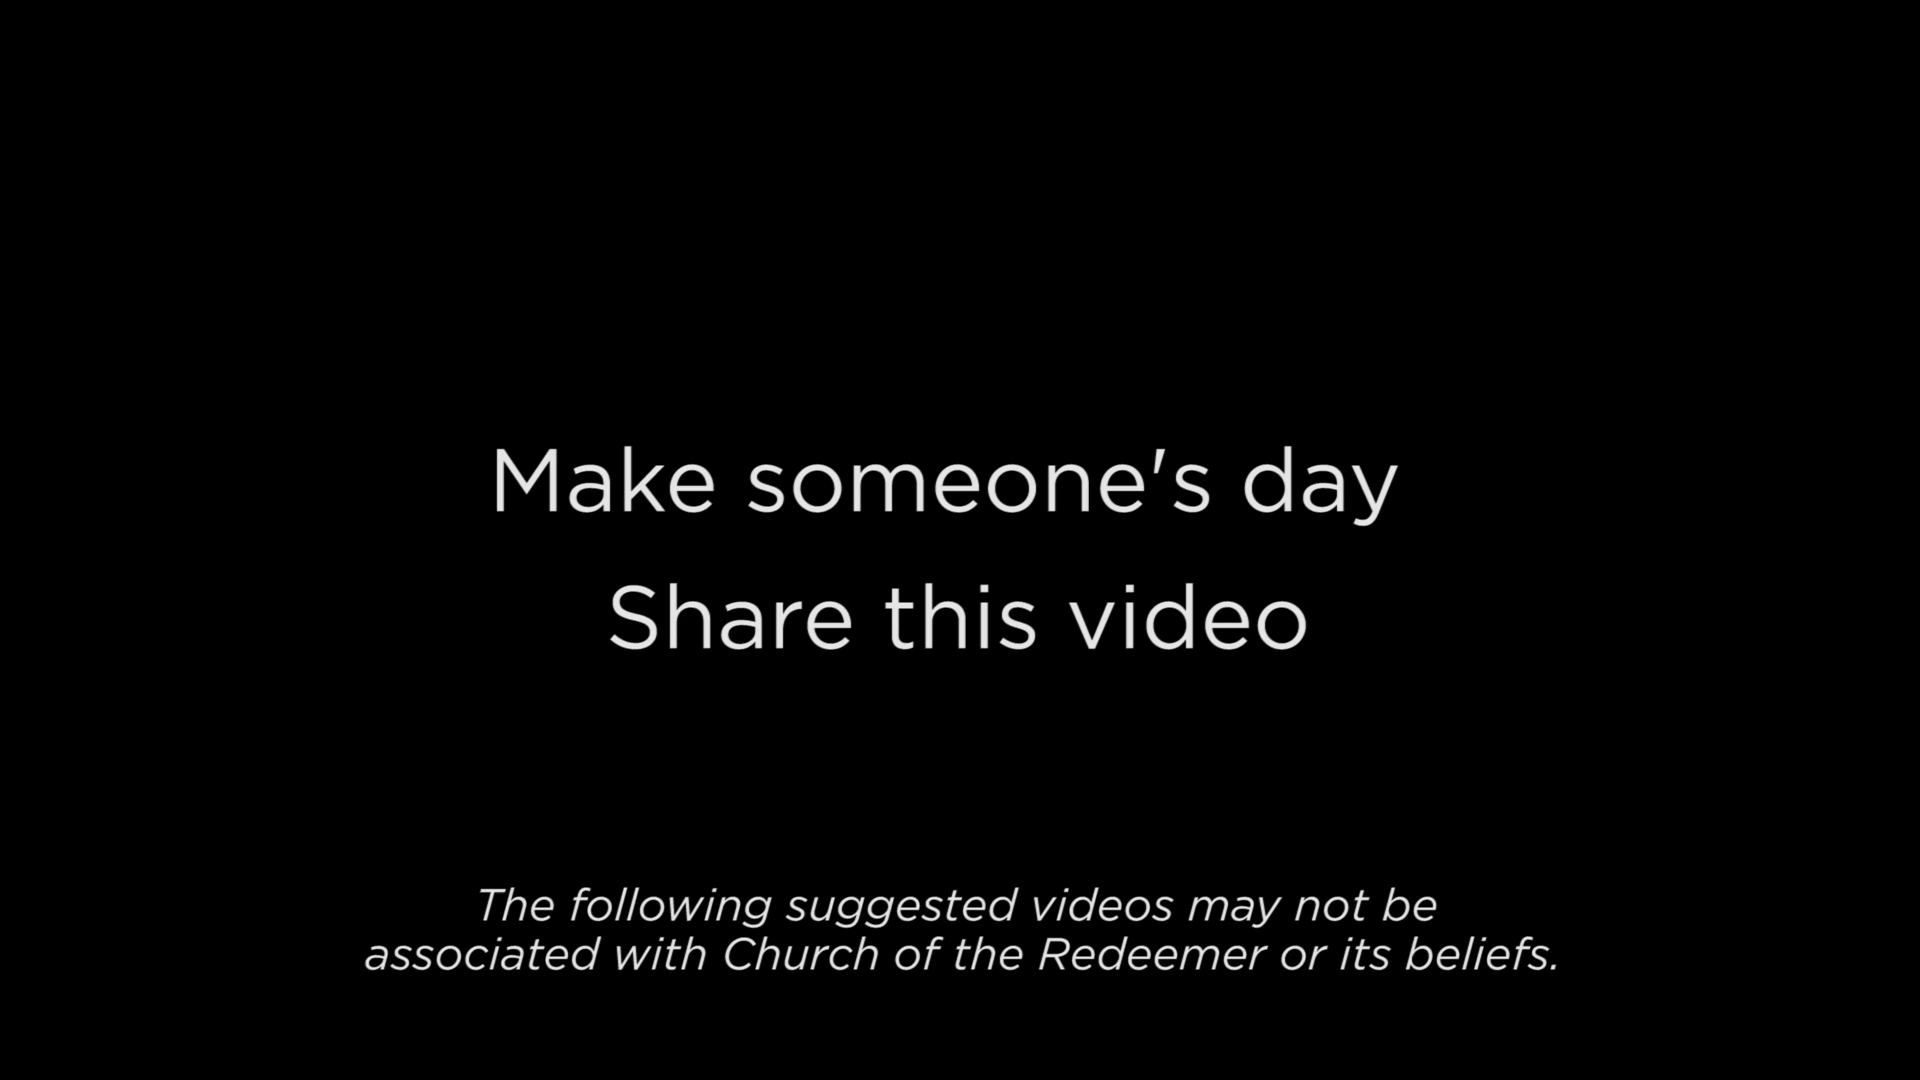 Make someone's day
Share this video
The following suggested videos may not be
associated with Church of the Redeemer or its beliefs.